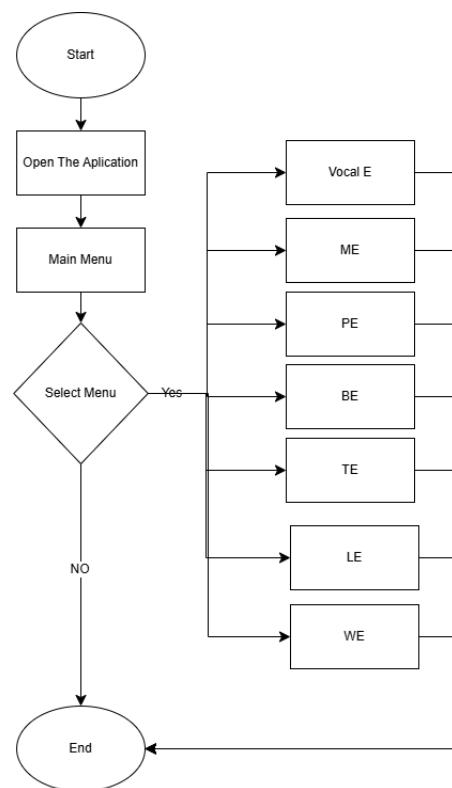 Start
Open The Aplication
Main Menu
Select Menu
Yes
NO
End
Vocal E
ME
PE
BE
TE
LE
WE